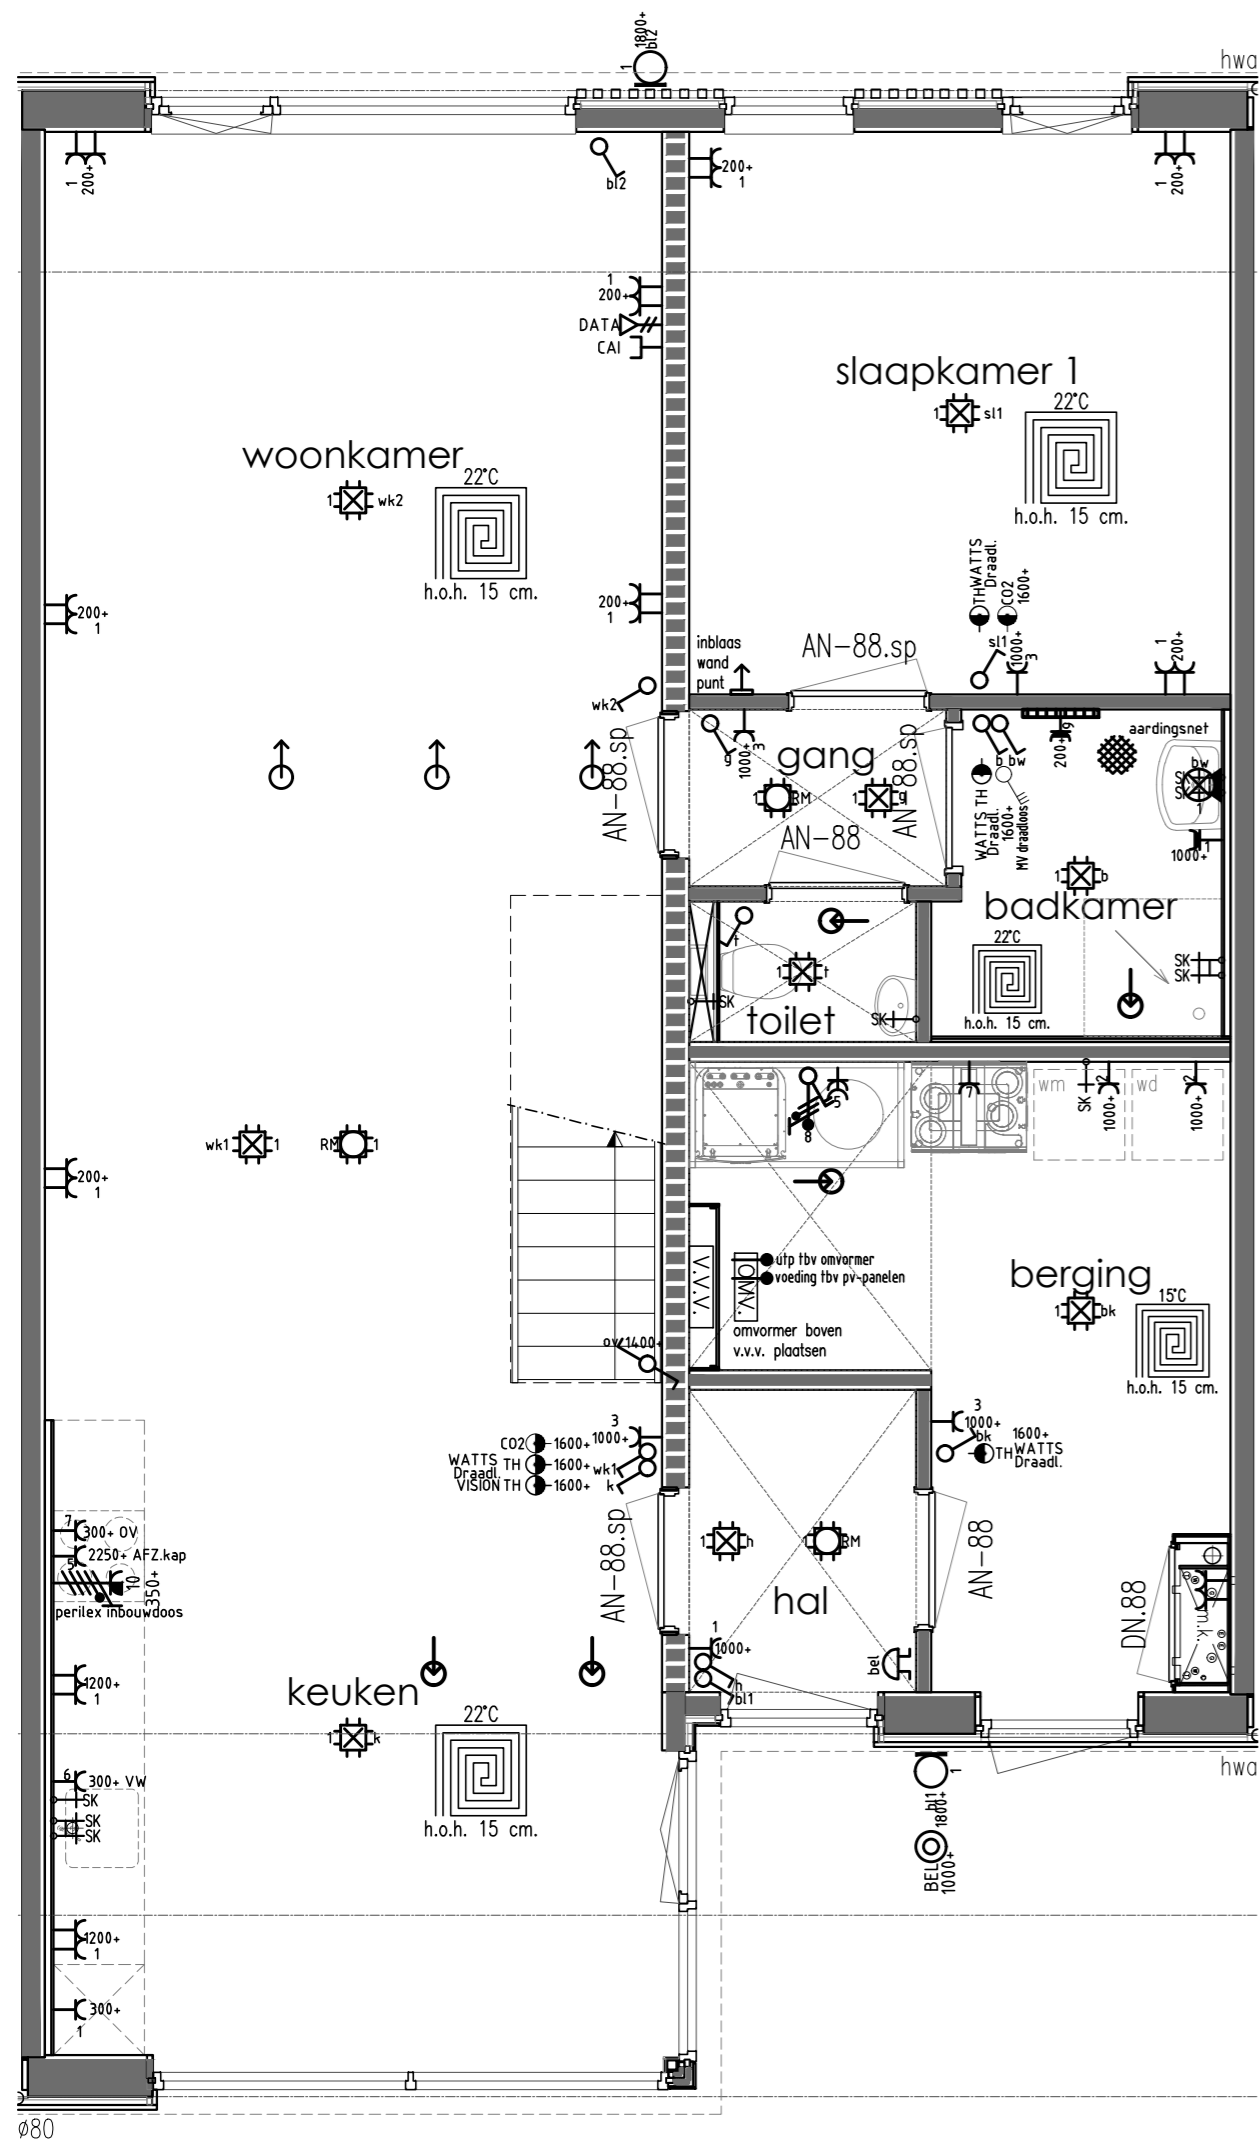 1800+
bl2
1
hwa
1
200+
bl2
200+
1
1
200+
1
200+
DATA
CAI
slaapkamer 1
1
sl1
22°C
h.o.h. 15 cm.
woonkamer
1
wk2
22°C
h.o.h. 15 cm.
TH WATTS
Draadl.
CO2
1600+
200+
1
200+
1
inblaas
wand
punt
AN-88.sp
sl1
1000+
3
1
200+
wk2
AN-88.sp
g
1000+
3
gang
1
RM
1
g
AN-88.sp
AN-88
b bw
200+
9
aardingsnet
bw
SK
SK
1
WATTS TH
Draadl.
1600+
MV draadloos
1
1000+
1
b
badkamer
22°C
h.o.h. 15 cm.
SK
SK
t
1
t
SK
toilet
SK
wk1
1
RM
1
200+
1
5
8
7
wm
SK
2
1000+
wd
2
1000+
V.V.V.
OMV.
utp tbv omvormer
voeding tbv pv-panelen
omvormer boven
v.v.v. plaatsen
berging
1
bk
15°C
h.o.h. 15 cm.
ov 1400+
3
1000+
CO2
1600+
WATTS TH
Draadl.
1600+
VISION TH
1600+
wk1
k
3
1000+
bk
1600+
TH WATTS
Draadl.
AN-88.sp
1
h
1
RM
hal
AN-88
DN.88
m.k.
7
300+ OV
2250+ AFZ.kap
5
10
350+
perilex inbouwdoos
1
1000+
h
bl1
bel
1200+
1
keuken
1
k
22°C
h.o.h. 15 cm.
6
300+ VW
SK
SK
SK
hwa
1
bl1
1800+
BEL
1000+
1200+
1
300+
1
ø80